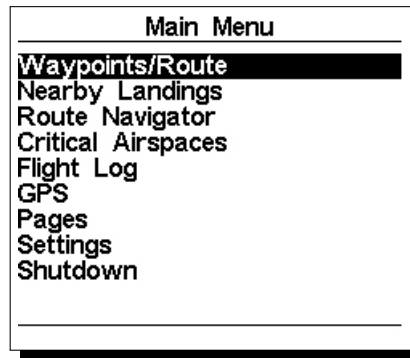 Main Menu
Waypoints/Route
Nearby Landings
Route Navigator
Critical Airspaces
Flight Log
GPS
Pages
Settings
Shutdown